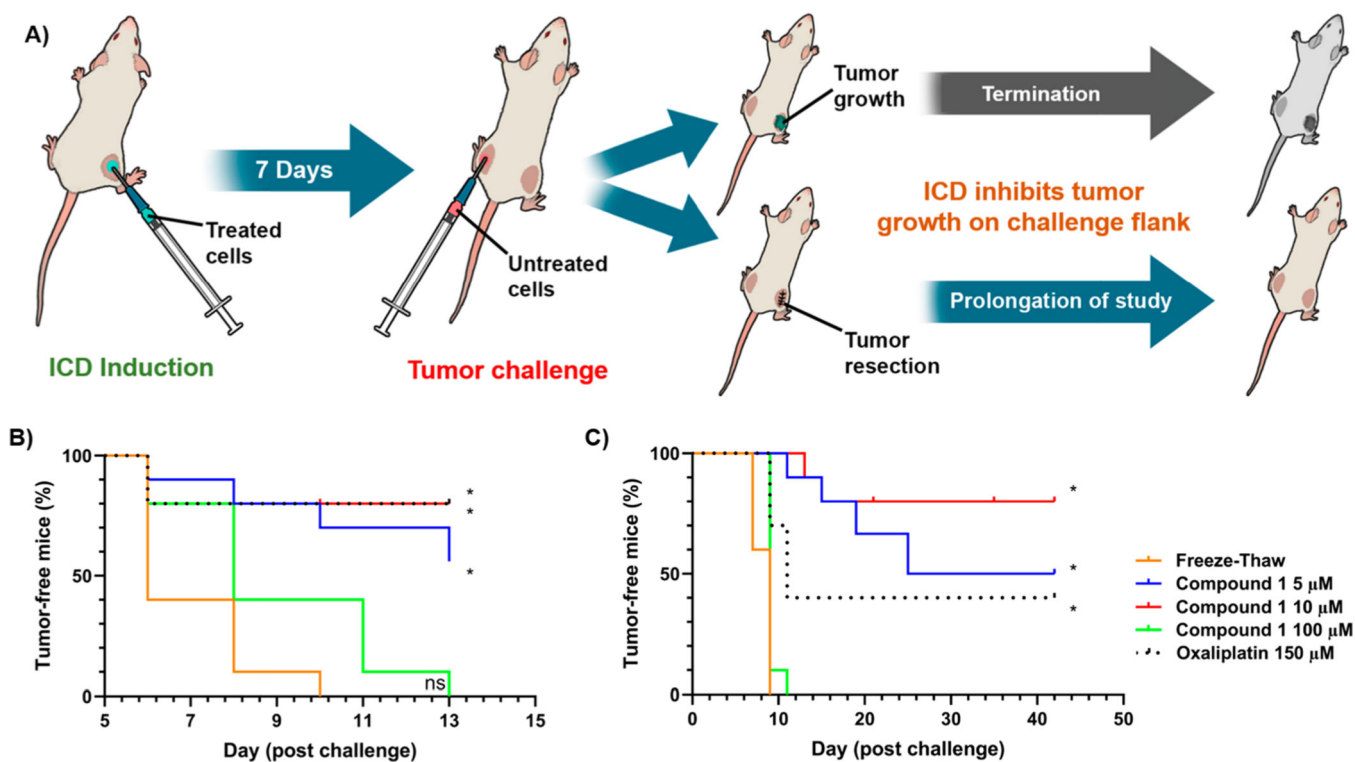 A)
Tumor
growth
Termination
7 Days
Treated
cells
Untreated
cells
ICD inhibits tumor
growth on challenge flank
Prolongation of study
Tumor
resection
ICD Induction
Tumor challenge
B)
Tumor-free mice (%)
100
50
0
5
7
9
11
13
15
Day (post challenge)
*
*
*
ns
C)
Tumor-free mice (%)
100
50
0
0
10
20
30
40
50
Day (post challenge)
*
*
*
Freeze-Thaw
Compound 1 5 μM
Compound 1 10 μM
Compound 1 100 μM
Oxaliplatin 150 μM